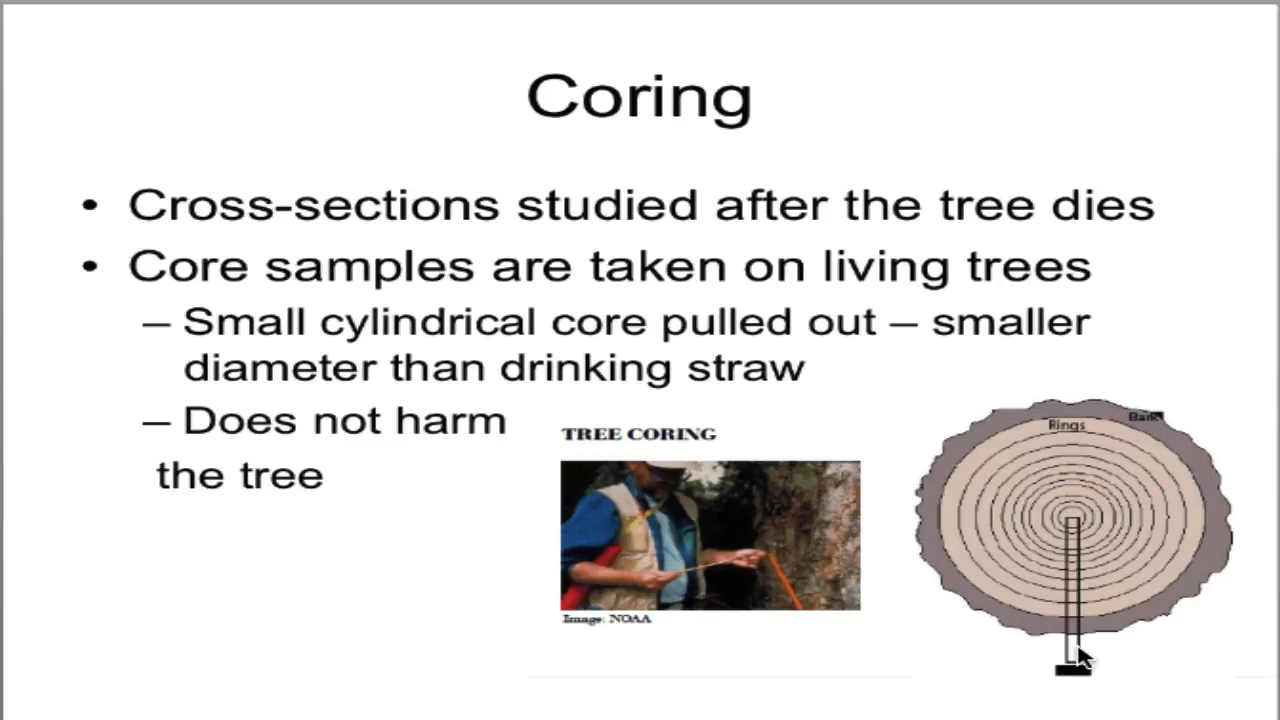 Coring
• Cross-sections studied after the tree dies
• Core samples are taken on living trees
– Small cylindrical core pulled out – smaller
diameter than drinking straw
– Does not harm
the tree
TREE CORING
Image: NOAA
Rings
Bark